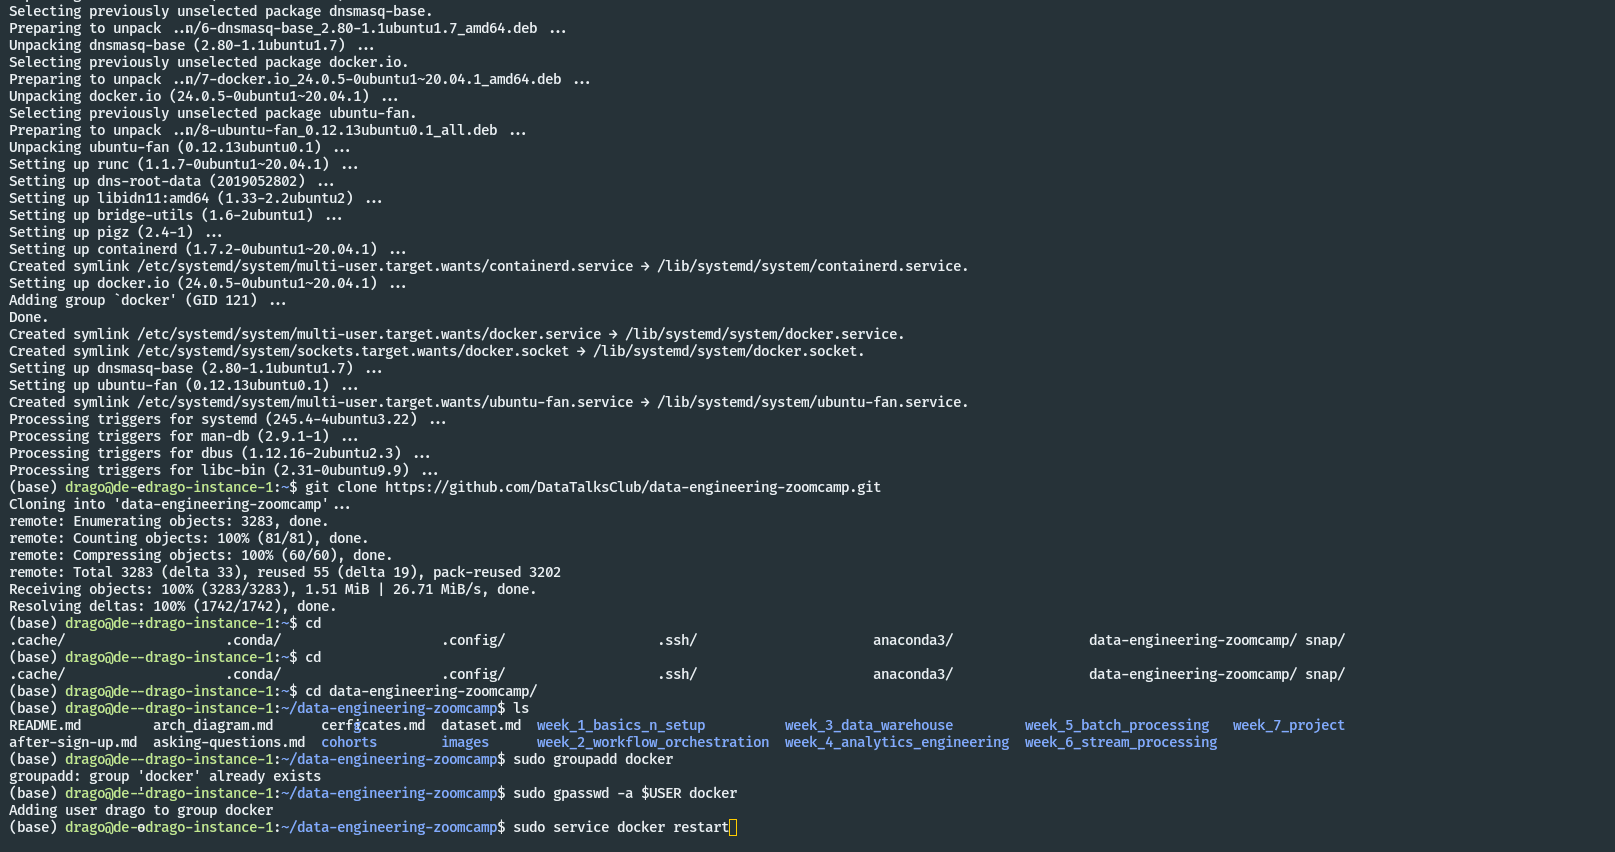 Selecting previously unselected package dnsmasq-base.
Preparing to unpack ...n/6-dnsmasq-base_2.80-1.1ubuntu1.7_amd64.deb ...
Unpacking dnsmasq-base (2.80-1.1ubuntu1.7) ...
Selecting previously unselected package docker.io.
Preparing to unpack ...n/7-docker.io_24.0.5-0ubuntu1~20.04.1_amd64.deb ...
Unpacking docker.io (24.0.5-0ubuntu1~20.04.1) ...
Selecting previously unselected package ubuntu-fan.
Preparing to unpack ...n/8-ubuntu-fan_0.12.13ubuntu0.1_all.deb ...
Unpacking ubuntu-fan (0.12.13ubuntu0.1) ...
Setting up runc (1.1.7-0ubuntu1~20.04.1) ...
Setting up dns-root-data (2019052802) ...
Setting up libidn11:amd64 (1.33-2.2ubuntu2) ...
Setting up bridge-utils (1.6-2ubuntu1) ...
Setting up pigz (2.4-1) ...
Setting up containerd (1.7.2-0ubuntu1~20.04.1) ...
Created symlink /etc/systemd/system/multi-user.target.wants/containerd.service → /lib/systemd/system/containerd.service.
Setting up docker.io (24.0.5-0ubuntu1~20.04.1) ...
Adding group `docker' (GID 121) ...
Done.
Created symlink /etc/systemd/system/multi-user.target.wants/docker.service → /lib/systemd/system/docker.service.
Created symlink /etc/systemd/system/sockets.target.wants/docker.socket → /lib/systemd/system/docker.socket.
Setting up dnsmasq-base (2.80-1.1ubuntu1.7) ...
Setting up ubuntu-fan (0.12.13ubuntu0.1) ...
Created symlink /etc/systemd/system/multi-user.target.wants/ubuntu-fan.service → /lib/systemd/system/ubuntu-fan.service.
Processing triggers for systemd (245.4-4ubuntu3.22) ...
Processing triggers for man-db (2.9.1-1) ...
Processing triggers for dbus (1.12.16-2ubuntu2.3) ...
Processing triggers for libc-bin (2.31-0ubuntu9.9) ...
(base) drago@de--drago-instance-1:~$ git clone https://github.com/DataTalksClub/data-engineering-zoomcamp.git
Cloning into 'data-engineering-zoomcamp'...
remote: Enumerating objects: 3283, done.
remote: Counting objects: 100% (81/81), done.
remote: Compressing objects: 100% (60/60), done.
remote: Total 3283 (delta 33), reused 55 (delta 19), pack-reused 3202
Receiving objects: 100% (3283/3283), 1.51 MiB | 26.71 MiB/s, done.
Resolving deltas: 100% (1742/1742), done.
(base) drago@de--drago-instance-1:~$ cd
.cache/ .conda/ .config/ .ssh/ anaconda3/ data-engineering-zoomcamp/ snap/
(base) drago@de--drago-instance-1:~$ cd
.cache/ .conda/ .config/ .ssh/ anaconda3/ data-engineering-zoomcamp/ snap/
(base) drago@de--drago-instance-1:~$ cd data-engineering-zoomcamp/
(base) drago@de--drago-instance-1:~/data-engineering-zoomcamp$ ls
README.md arch_diagram.md cerficates.md dataset.md week_1_basics_n_setup week_3_data_warehouse week_5_batch_processing week_7_project
after-sign-up.md asking-questions.md cohorts images week_2_workflow_orchestration week_4_analytics_engineering week_6_stream_processing
(base) drago@de--drago-instance-1:~/data-engineering-zoomcamp$ sudo groupadd docker
groupadd: group 'docker' already exists
(base) drago@de--drago-instance-1:~/data-engineering-zoomcamp$ sudo gpasswd -a $USER docker
Adding user drago to group docker
(base) drago@de--drago-instance-1:~/data-engineering-zoomcamp$ sudo service docker restart